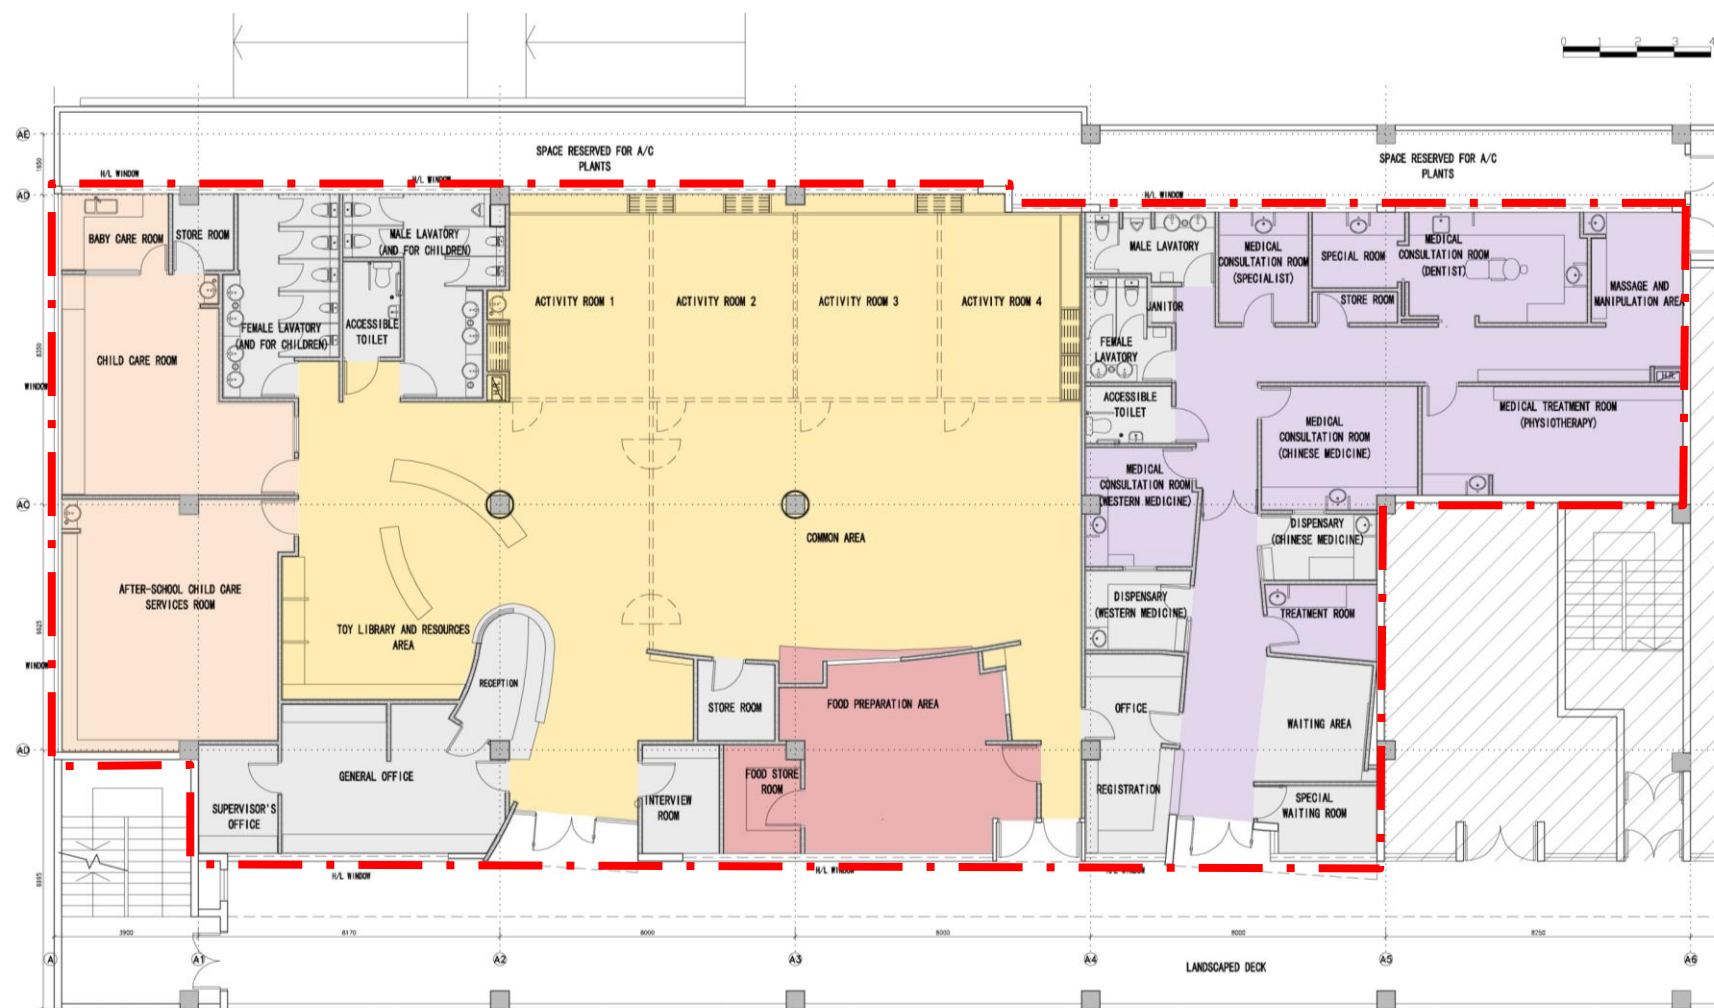 0 1 2 3 4
AE
SPACE RESERVED FOR A/C
PLANTS
SPACE RESERVED FOR A/C
PLANTS
1650
H/L WINDOW
H/L WINDOW
H/L WINDOW
AD
BABY CARE ROOM
STORE ROOM
MALE LAVATORY
(AND FOR CHILDREN)
MALE LAVATORY
MEDICAL
CONSULTATION ROOM
(SPECIALIST)
SPECIAL ROOM
MEDICAL
CONSULTATION ROOM
(DENTIST)
MASSAGE AND
MANIPULATION AREA
ACTIVITY ROOM 1
ACTIVITY ROOM 2
ACTIVITY ROOM 3
ACTIVITY ROOM 4
JANITOR
STORE ROOM
FEMALE LAVATORY
(AND FOR CHILDREN)
ACCESSIBLE
TOILET
FEMALE
LAVATORY
8350
CHILD CARE ROOM
WINDOW
H.R.
H.R.
ACCESSIBLE
TOILET
MEDICAL TREATMENT ROOM
(PHYSIOTHERAPY)
MEDICAL
CONSULTATION ROOM
(CHINESE MEDICINE)
MEDICAL
CONSULTATION ROOM
(WESTERN MEDICINE)
AC
COMMON AREA
DISPENSARY
(CHINESE MEDICINE)
AFTER-SCHOOL CHILD CARE
SERVICES ROOM
DISPENSARY
(WESTERN MEDICINE)
TREATMENT ROOM
6625
TOY LIBRARY AND RESOURCES
AREA
WINDOW
RECEPTION
STORE ROOM
FOOD PREPARATION AREA
OFFICE
WAITING AREA
AD
GENERAL OFFICE
FOOD STORE
ROOM
SUPERVISOR'S
OFFICE
INTERVIEW
ROOM
REGISTRATION
SPECIAL
WAITING ROOM
H/L WINDOW
H/L WINDOW
H/L WINDOW
3900
8170
8000
8000
8000
8250
A
A1
A2
A3
A4
A5
A6
LANDSCAPED DECK